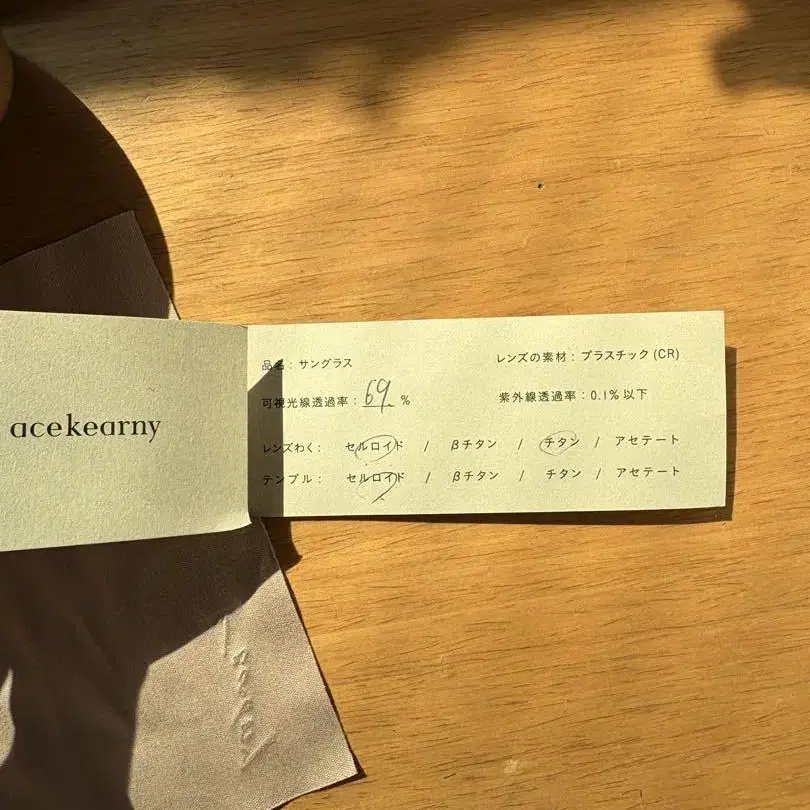 acekearny
品名：サングラス
レンズの素材：プラスチック(CR)
可視光線透過率：69%
紫外線透過率：0.1%以下
レンズわく：セルロイド / βチタン / チタン / アセテート
テンプル：セルロイド / βチタン / チタン / アセテート